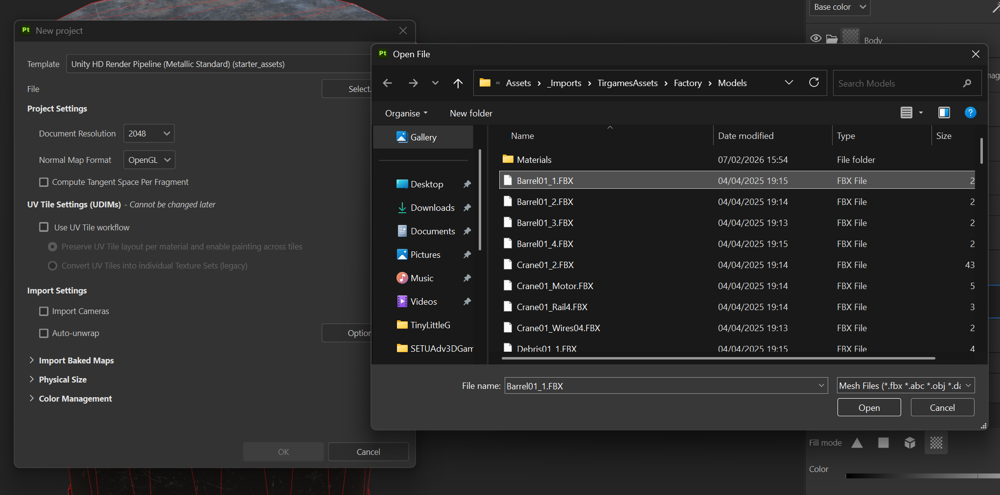 Base color
Body
Pt New project
Template Unity HD Render Pipeline (Metallic Standard) (starter_assets)
File Select.
Project Settings
Document Resolution 2048
Normal Map Format OpenGL
Compute Tangent Space Per Fragment
UV Tile Settings (UDIMs) - Cannot be changed later
Use UV Tile workflow
Preserve UV Tile layout per material and enable painting across tiles
Convert UV Tiles into individual Texture Sets (legacy)
Import Settings
Import Cameras
Auto-unwrap
Import Baked Maps
Physical Size
Color Management
OK Cancel
Pt Open File
« Assets > _Imports > TirgamesAssets > Factory > Models
Search Models
Organise New folder
Gallery
Desktop
Downloads
Documents
Pictures
Music
Videos
TinyLittleG
SETUAdv3DGam
Name Date modified Type Size
Materials 07/02/2026 15:54 File folder
Barrel01_1.FBX 04/04/2025 19:15 FBX File 2
Barrel01_2.FBX 04/04/2025 19:14 FBX File 2
Barrel01_3.FBX 04/04/2025 19:13 FBX File 2
Barrel01_4.FBX 04/04/2025 19:15 FBX File 2
Crane01_2.FBX 04/04/2025 19:14 FBX File 43
Crane01_Motor.FBX 04/04/2025 19:14 FBX File 5
Crane01_Rail4.FBX 04/04/2025 19:14 FBX File 3
Crane01_Wires04.FBX 04/04/2025 19:13 FBX File 2
Debris01_1.FBX 04/04/2025 19:15 FBX File 4
File name: Barrel01_1.FBX
Mesh Files (*.fbx *.abc *.obj *.da
Open Cancel
Fill mode
Color